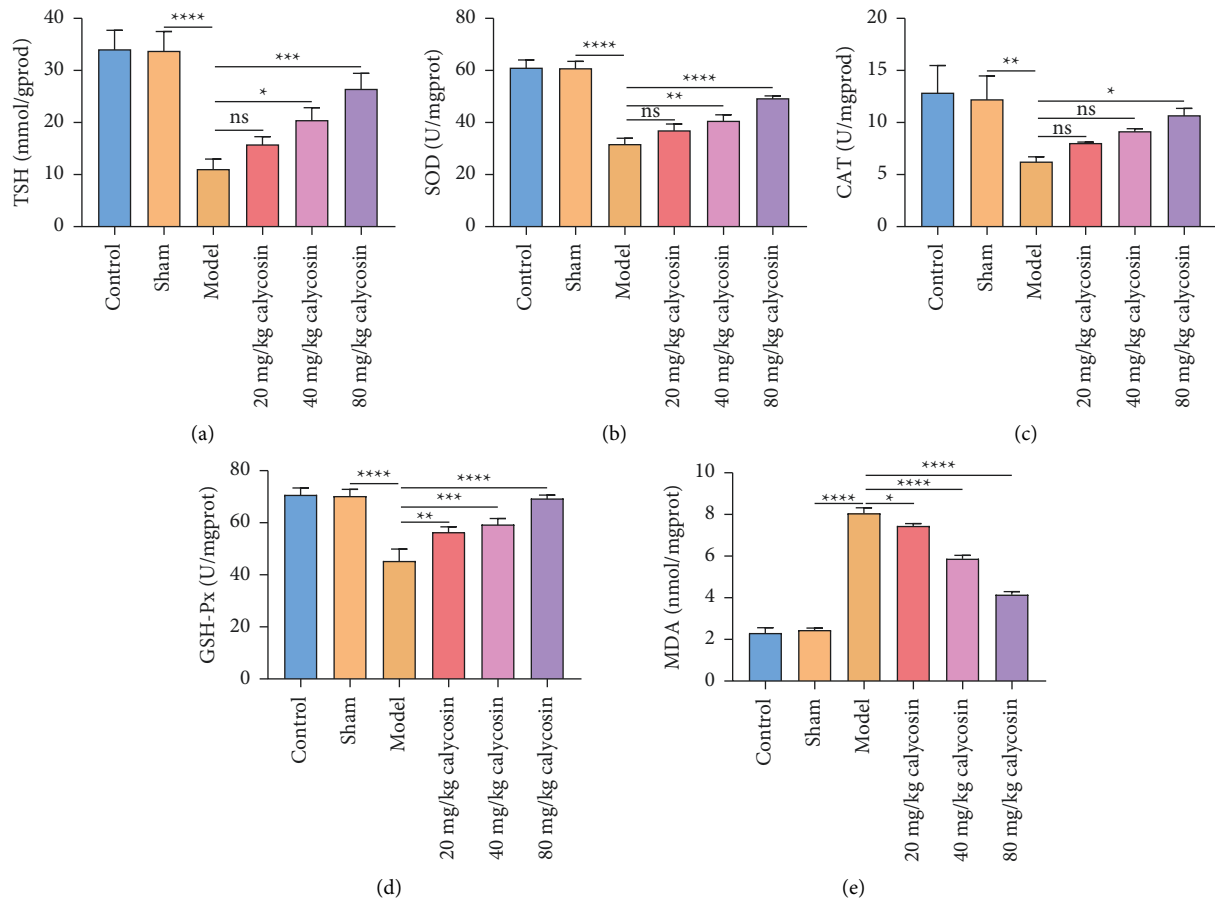 TSH (nmol/gprod)
40
30
20
10
0
****
***
*
ns
Control
Sham
Model
20 mg/kg calycosin
40 mg/kg calycosin
80 mg/kg calycosin
(a)
SOD (U/mgprot)
80
60
40
20
0
****
****
**
ns
Control
Sham
Model
20 mg/kg calycosin
40 mg/kg calycosin
80 mg/kg calycosin
(b)
CAT (U/mgprod)
20
15
10
5
0
**
*
ns
ns
Control
Sham
Model
20 mg/kg calycosin
40 mg/kg calycosin
80 mg/kg calycosin
(c)
GSH-Px (U/mgprot)
80
60
40
20
0
****
****
***
**
Control
Sham
Model
20 mg/kg calycosin
40 mg/kg calycosin
80 mg/kg calycosin
(d)
MDA (nmol/mgprot)
10
8
6
4
2
0
****
****
****
*
Control
Sham
Model
20 mg/kg calycosin
40 mg/kg calycosin
80 mg/kg calycosin
(e)